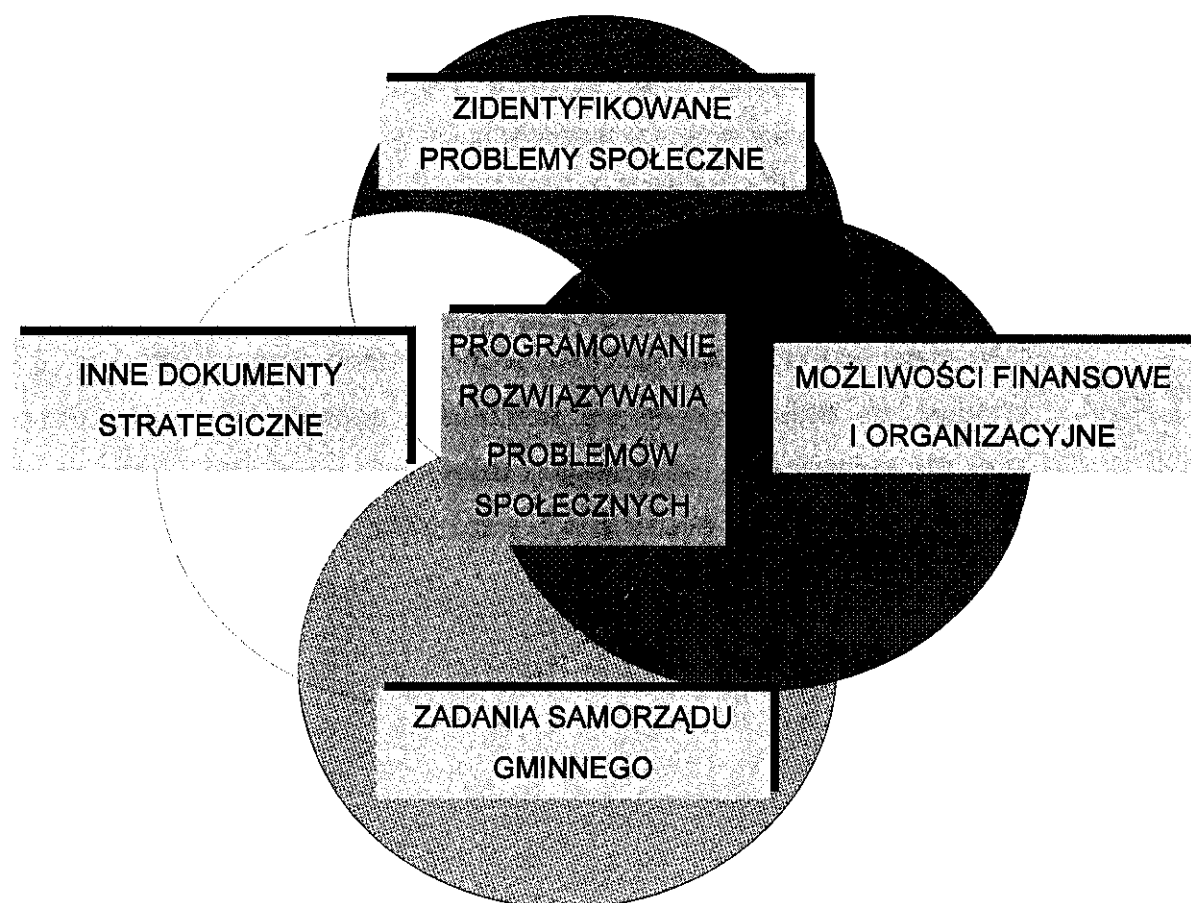 ZIDENTYFIKOWANE
PROBLEMY SPOŁECZNE
INNE DOKUMENTY
STRATEGICZNE
PROGRAMOWANIE
ROZWIĄZYWANIA
PROBLEMÓW
SPOŁECZNYCH
MOŻLIWOŚCI FINANSOWE
I ORGANIZACYJNE
ZADANIA SAMORZĄDU
GMINNEGO